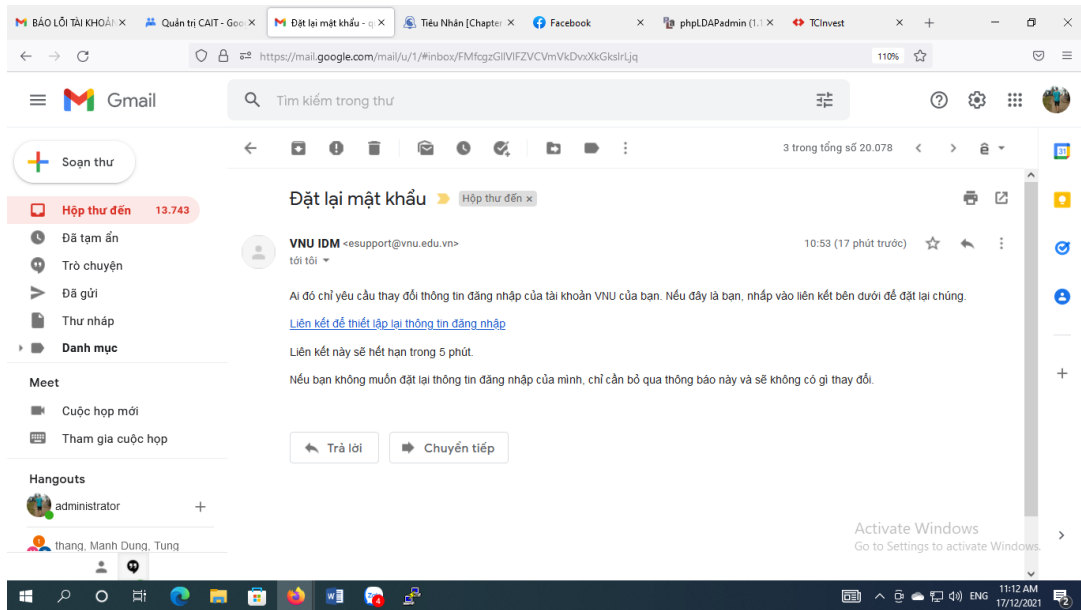 BÁO LỖI TÀI KHOẢN
Quản trị CAIT - Goo
Đặt lại mật khẩu - q
Tiêu Nhân [Chapter
Facebook
phpLDAPadmin (1.1
TCInvest
https://mail.google.com/mail/u/1/#inbox/FMfcgzGllVlFZVCVmVkDvxXkGkslrLjq
110%
Gmail
Tìm kiếm trong thư
Soạn thư
3 trong tổng số 20.078
Hộp thư đến 13.743
Đã tạm ẩn
Trò chuyện
Đã gửi
Thư nháp
Danh mục
Meet
Cuộc họp mới
Tham gia cuộc họp
Hangouts
administrator
thang, Manh Dung, Tung
Đặt lại mật khẩu
Hộp thư đến ×
VNU IDM <esupport@vnu.edu.vn>
10:53 (17 phút trước)
tới tôi
Ai đó chỉ yêu cầu thay đổi thông tin đăng nhập của tài khoản VNU của bạn. Nếu đây là bạn, nhấp vào liên kết bên dưới để đặt lại chúng.
Liên kết để thiết lập lại thông tin đăng nhập
Liên kết này sẽ hết hạn trong 5 phút.
Nếu bạn không muốn đặt lại thông tin đăng nhập của mình, chỉ cần bỏ qua thông báo này và sẽ không có gì thay đổi.
Trả lời
Chuyển tiếp
Activate Windows
Go to Settings to activate Windows.
ENG
11:12 AM
17/12/2021